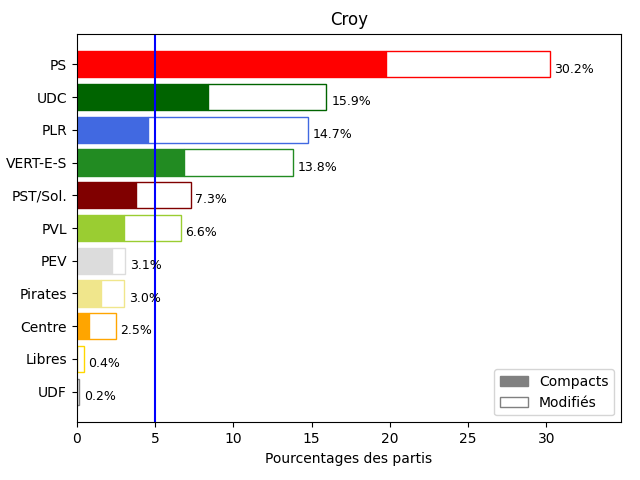 Croy
PS
30.2%
UDC
15.9%
PLR
14.7%
VERT-E-S
13.8%
PST/Sol.
7.3%
PVL
6.6%
PEV
3.1%
Pirates
3.0%
Centre
2.5%
Libres
0.4%
UDF
0.2%
Compacts
Modifiés
0 5 10 15 20 25 30
Pourcentages des partis